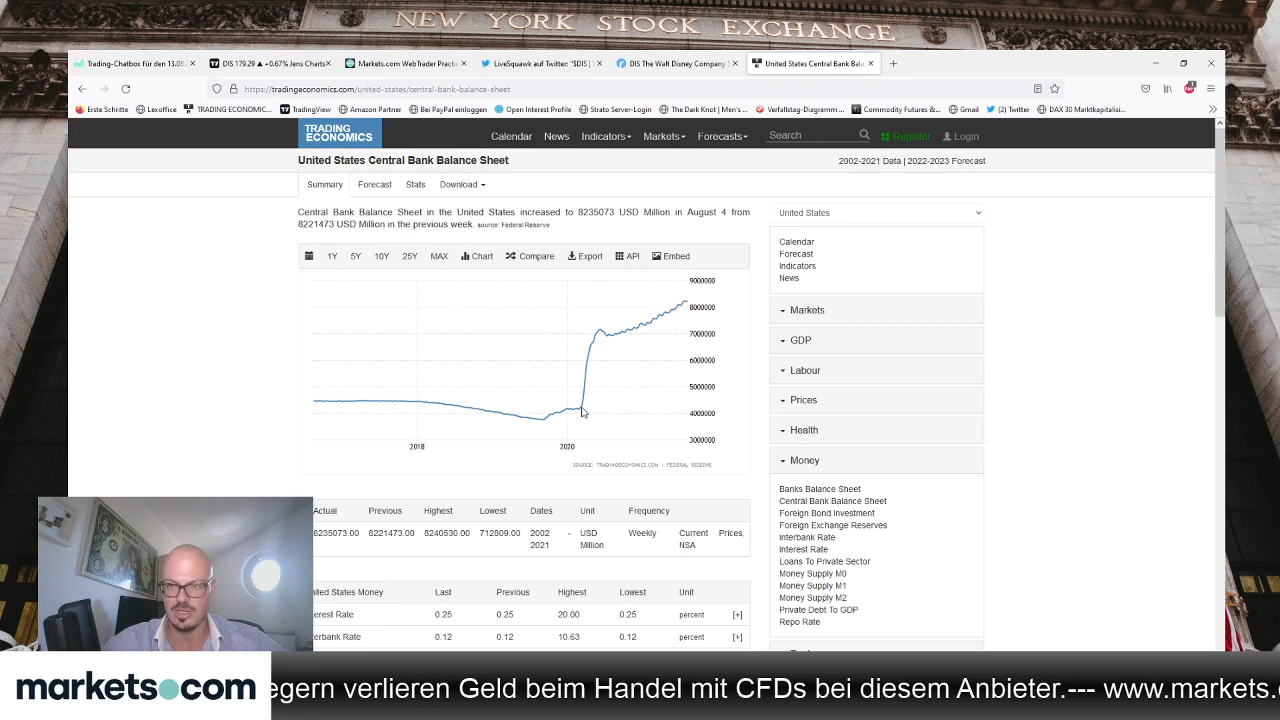 NEW YORK STOCK EXCHANGE
Trading-Chatbox für den 13.08.
DIS 179.29 ▲ +0.67% Jens Charts
Markets.com WebTrader Practi
LiveSquawk auf Twitter: "$DIS | D
DIS The Walt Disney Company
United States Central Bank Bala
https://tradingeconomics.com/united-states/central-bank-balance-sheet
Erste Schritte
Lexoffice
TRADING ECONOMIC...
TradingView
Amazon Partner
Bei PayPal einloggen
Open Interest Profile
Strato Server-Login
The Dark Knot | Men's ...
Verfallstag-Diagramm ...
Commodity Futures &...
Gmail
(2) Twitter
DAX 30 Marktkapitalisi...
TRADING
ECONOMICS
Calendar News Indicators Markets Forecasts Search Register Login
United States Central Bank Balance Sheet
2002-2021 Data | 2022-2023 Forecast
Summary Forecast Stats Download
Central Bank Balance Sheet in the United States increased to 8235073 USD Million in August 4 from
8221473 USD Million in the previous week. source: Federal Reserve
1Y 5Y 10Y 25Y MAX Chart Compare Export API Embed
9000000
8000000
7000000
6000000
5000000
4000000
3000000
2018 2020
SOURCE: TRADINGECONOMICS.COM | FEDERAL RESERVE
Actual Previous Highest Lowest Dates Unit Frequency
8235073.00 8221473.00 8240530.00 712809.00 2002 - USD Weekly Current Prices,
2021 Million NSA
ited States Money Last Previous Highest Lowest Unit
erest Rate 0.25 0.25 20.00 0.25 percent [+]
terbank Rate 0.12 0.12 10.63 0.12 percent [+]
United States
Calendar
Forecast
Indicators
News
Markets
GDP
Labour
Prices
Health
Money
Banks Balance Sheet
Central Bank Balance Sheet
Foreign Bond Investment
Foreign Exchange Reserves
Interbank Rate
Interest Rate
Loans To Private Sector
Money Supply M0
Money Supply M1
Money Supply M2
Private Debt To GDP
Repo Rate
markets.com
egern verlieren Geld beim Handel mit CFDs bei diesem Anbieter.--- www.markets.